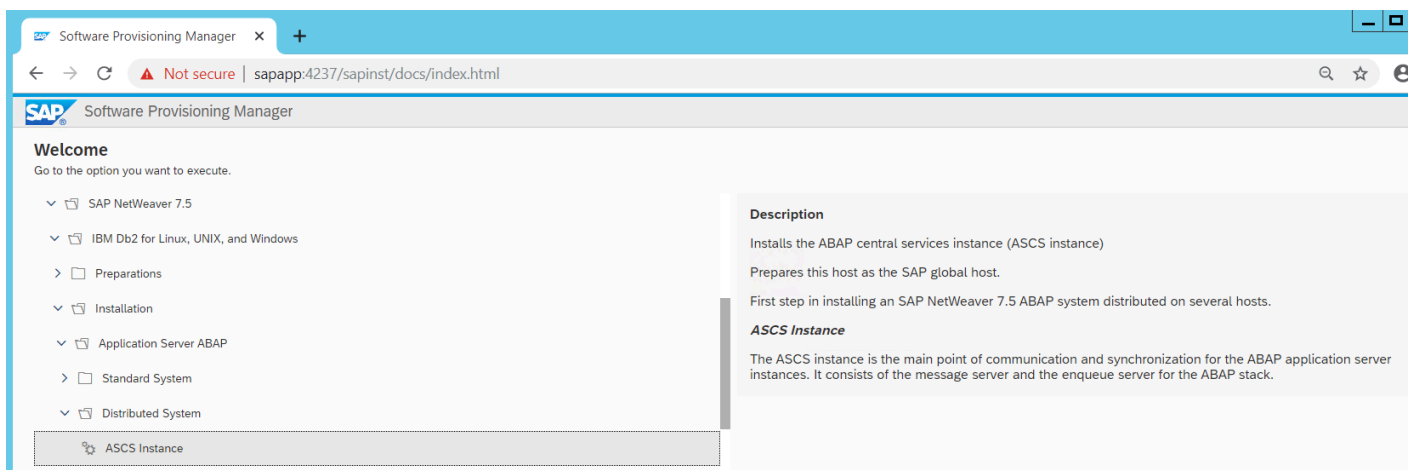 Software Provisioning Manager
Not secure | sapapp:4237/sapinst/docs/index.html
SAP Software Provisioning Manager
Welcome
Go to the option you want to execute.
SAP NetWeaver 7.5
IBM Db2 for Linux, UNIX, and Windows
Preparations
Installation
Application Server ABAP
Standard System
Distributed System
ASCS Instance
Description
Installs the ABAP central services instance (ASCS instance)
Prepares this host as the SAP global host.
First step in installing an SAP NetWeaver 7.5 ABAP system distributed on several hosts.
ASCS Instance
The ASCS instance is the main point of communication and synchronization for the ABAP application server
instances. It consists of the message server and the enqueue server for the ABAP stack.